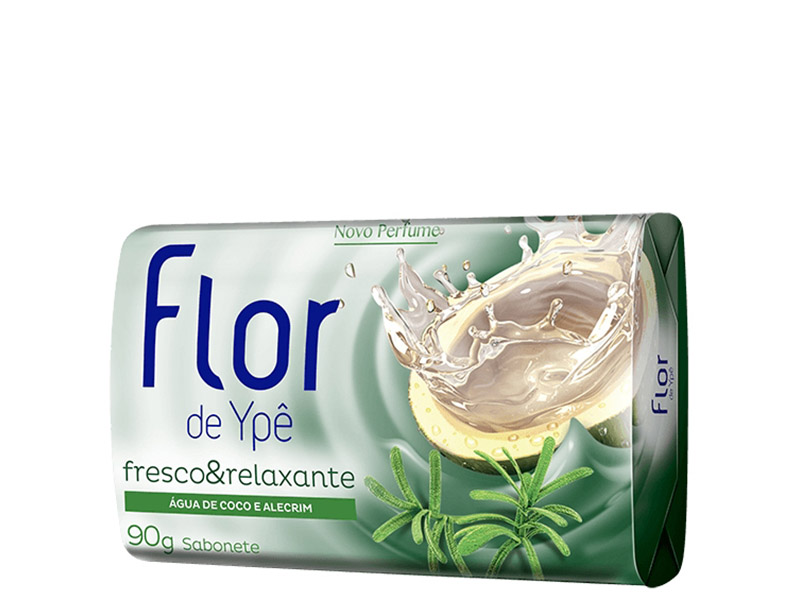 Novo Perfume
Flor
de Ypê
fresco&relaxante
ÁGUA DE COCO E ALECRIM
90g Sabonete
Flor
de Ypê